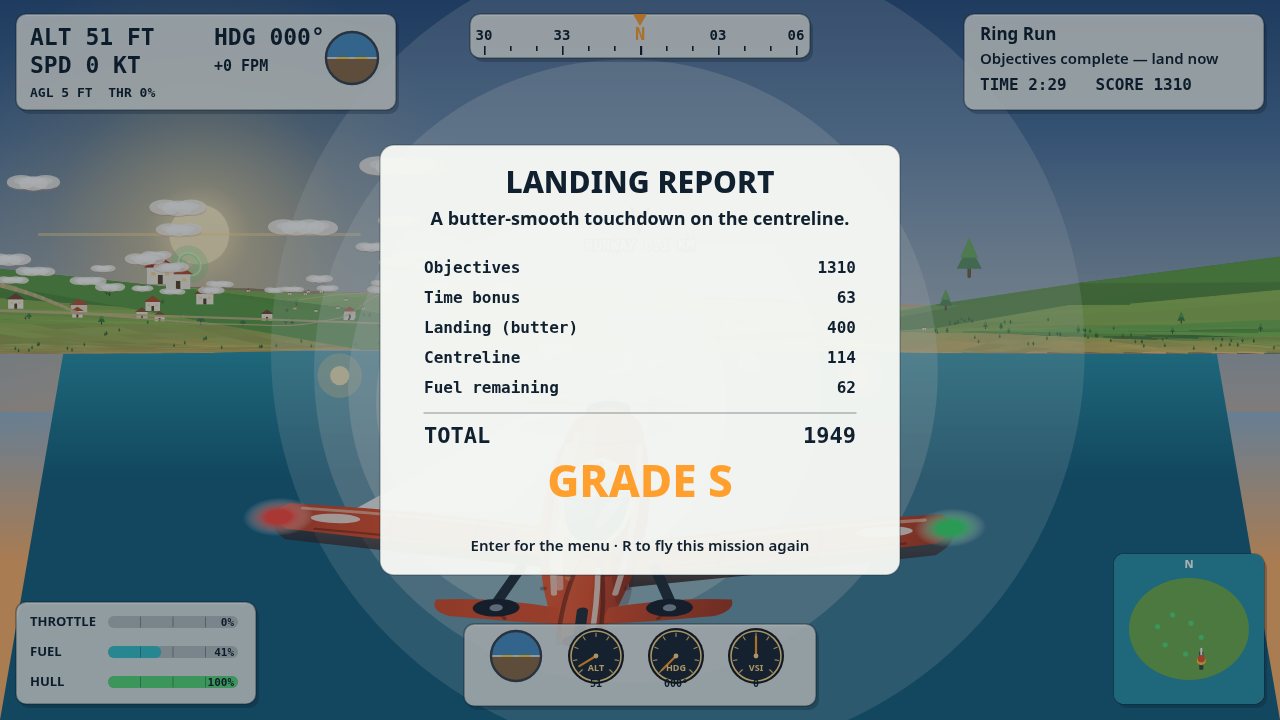 ALT 51 FT
HDG 000°
SPD 0 KT
+0 FPM
AGL 5 FT THR 0%
30 33 N 03 06
Ring Run
Objectives complete — land now
TIME 2:29 SCORE 1310
LANDING REPORT
A butter-smooth touchdown on the centreline.
Objectives 1310
Time bonus 63
Landing (butter) 400
Centreline 114
Fuel remaining 62
TOTAL 1949
GRADE S
Enter for the menu · R to fly this mission again
THROTTLE 0%
FUEL 41%
HULL 100%
ALT
51
HDG
000°
VSI
0
N